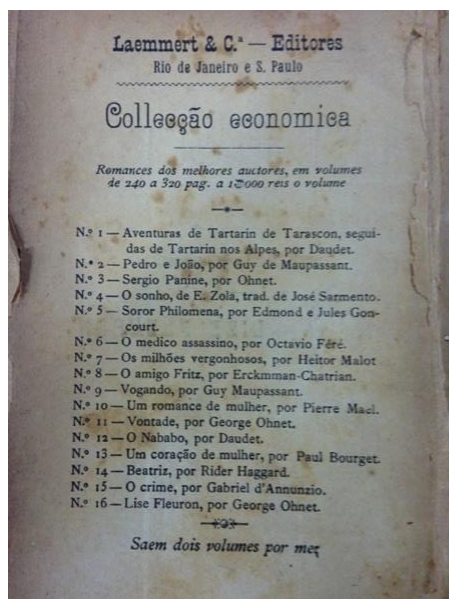 Laemmert & C.ª — Editores
Rio de Janeiro e S. Paulo
Collecção economica
Romances dos melhores auctores, em volumes
de 240 a 320 pag. a 1$000 reis o volume
N.º 1 — Aventuras de Tartarin de Tarascon, segui-
das de Tartarin nos Alpes, por Daudet.
N.º 2 — Pedro e João, por Guy de Maupassant.
N.º 3 — Sergio Panine, por Ohnet.
N.º 4 — O sonho, de E. Zola, trad. de José Sarmento.
N.º 5 — Soror Philomena, por Edmond e Jules Gon-
court.
N.º 6 — O medico assassino, por Octavio Féré.
N.º 7 — Os milhões vergonhosos, por Heitor Malot
N.º 8 — O amigo Fritz, por Erckmman-Chatrian.
N.º 9 — Vogando, por Guy Maupassant.
N.º 10 — Um romance de mulher, por Pierre Mael.
N.º 11 — Vontade, por George Ohnet.
N.º 12 — O Nababo, por Daudet.
N.º 13 — Um coração de mulher, por Paul Bourget.
N.º 14 — Beatriz, por Rider Haggard.
N.º 15 — O crime, por Gabriel d'Annunzio.
N.º 16 — Lise Fleuron, por George Ohnet.
Saem dois volumes por mez